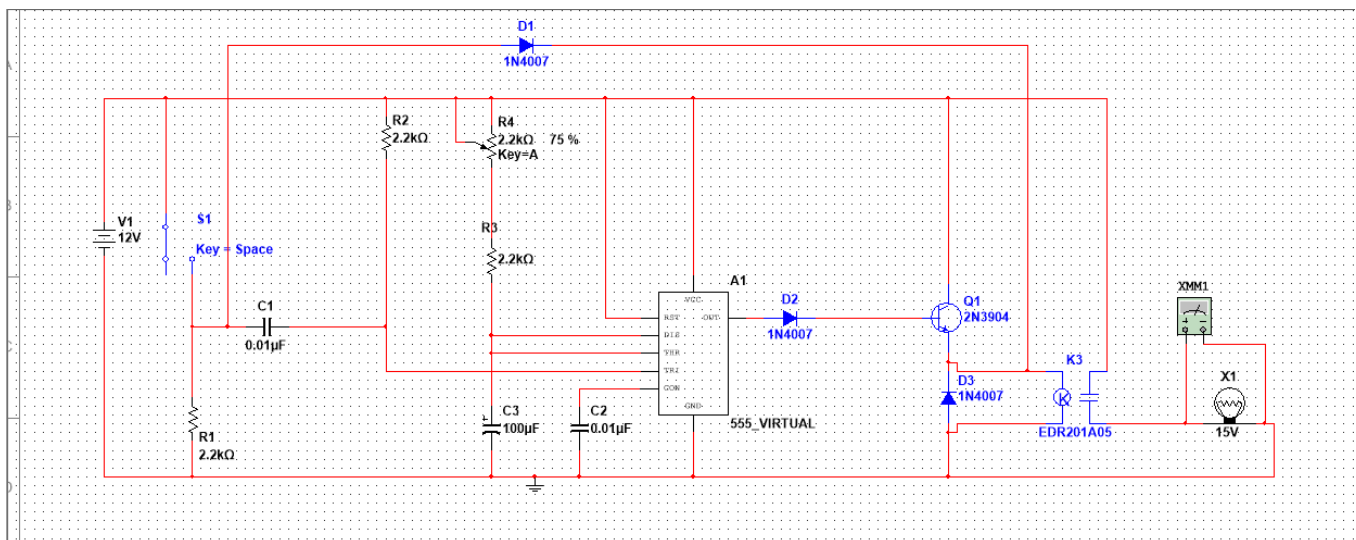 D1
1N4007
A
R2
2.2kΩ
R4
2.2kΩ 75 %
Key=A
B
V1
12V
S1
Key = Space
R3
2.2kΩ
A1
VCC
C1
0.01µF
RST
OUT
DIS
THR
TRI
CON
GND
555_VIRTUAL
D2
1N4007
Q1
2N3904
XMM1
C
K3
D3
1N4007
X1
15V
EDR201A05
C3
100µF
C2
0.01µF
R1
2.2kΩ
D